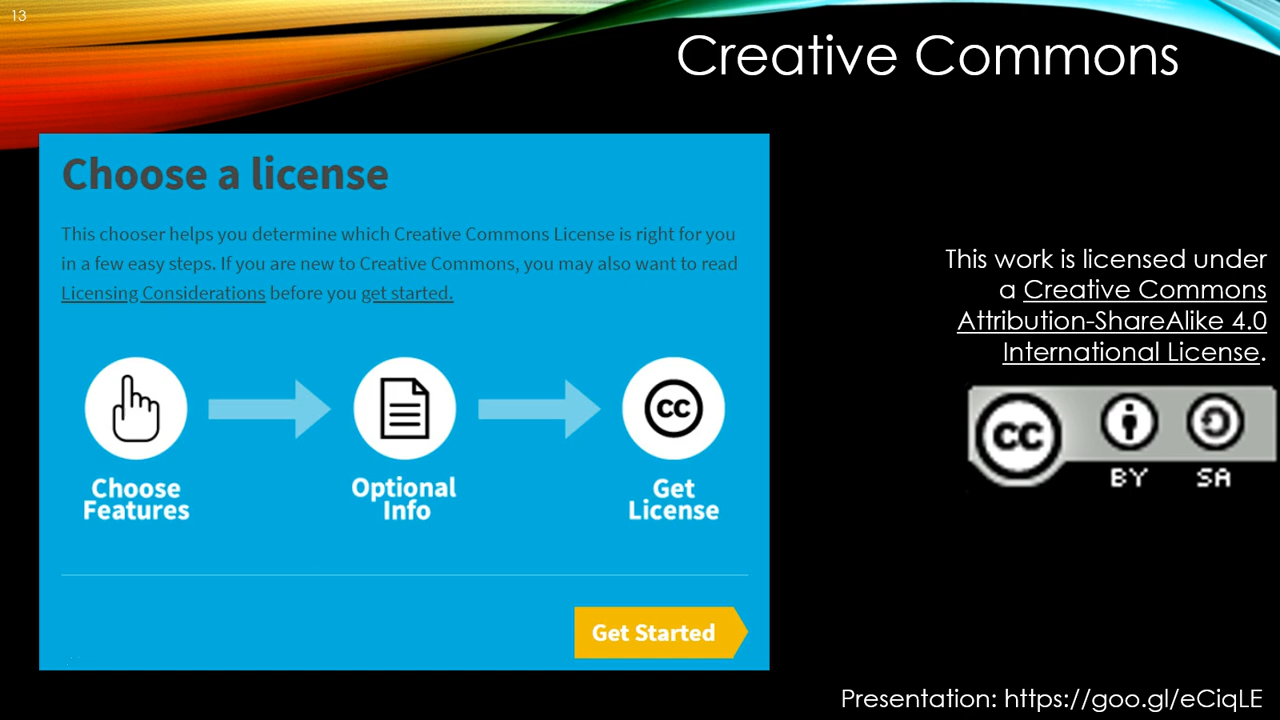 13
Creative Commons
Choose a license
This chooser helps you determine which Creative Commons License is right for you
in a few easy steps. If you are new to Creative Commons, you may also want to read
Licensing Considerations before you get started.
CC
Choose
Features
Optional
Info
Get
License
Get Started
This work is licensed under
a Creative Commons
Attribution-ShareAlike 4.0
International License.
CC
BY SA
Presentation: https://goo.gl/eCiqLE